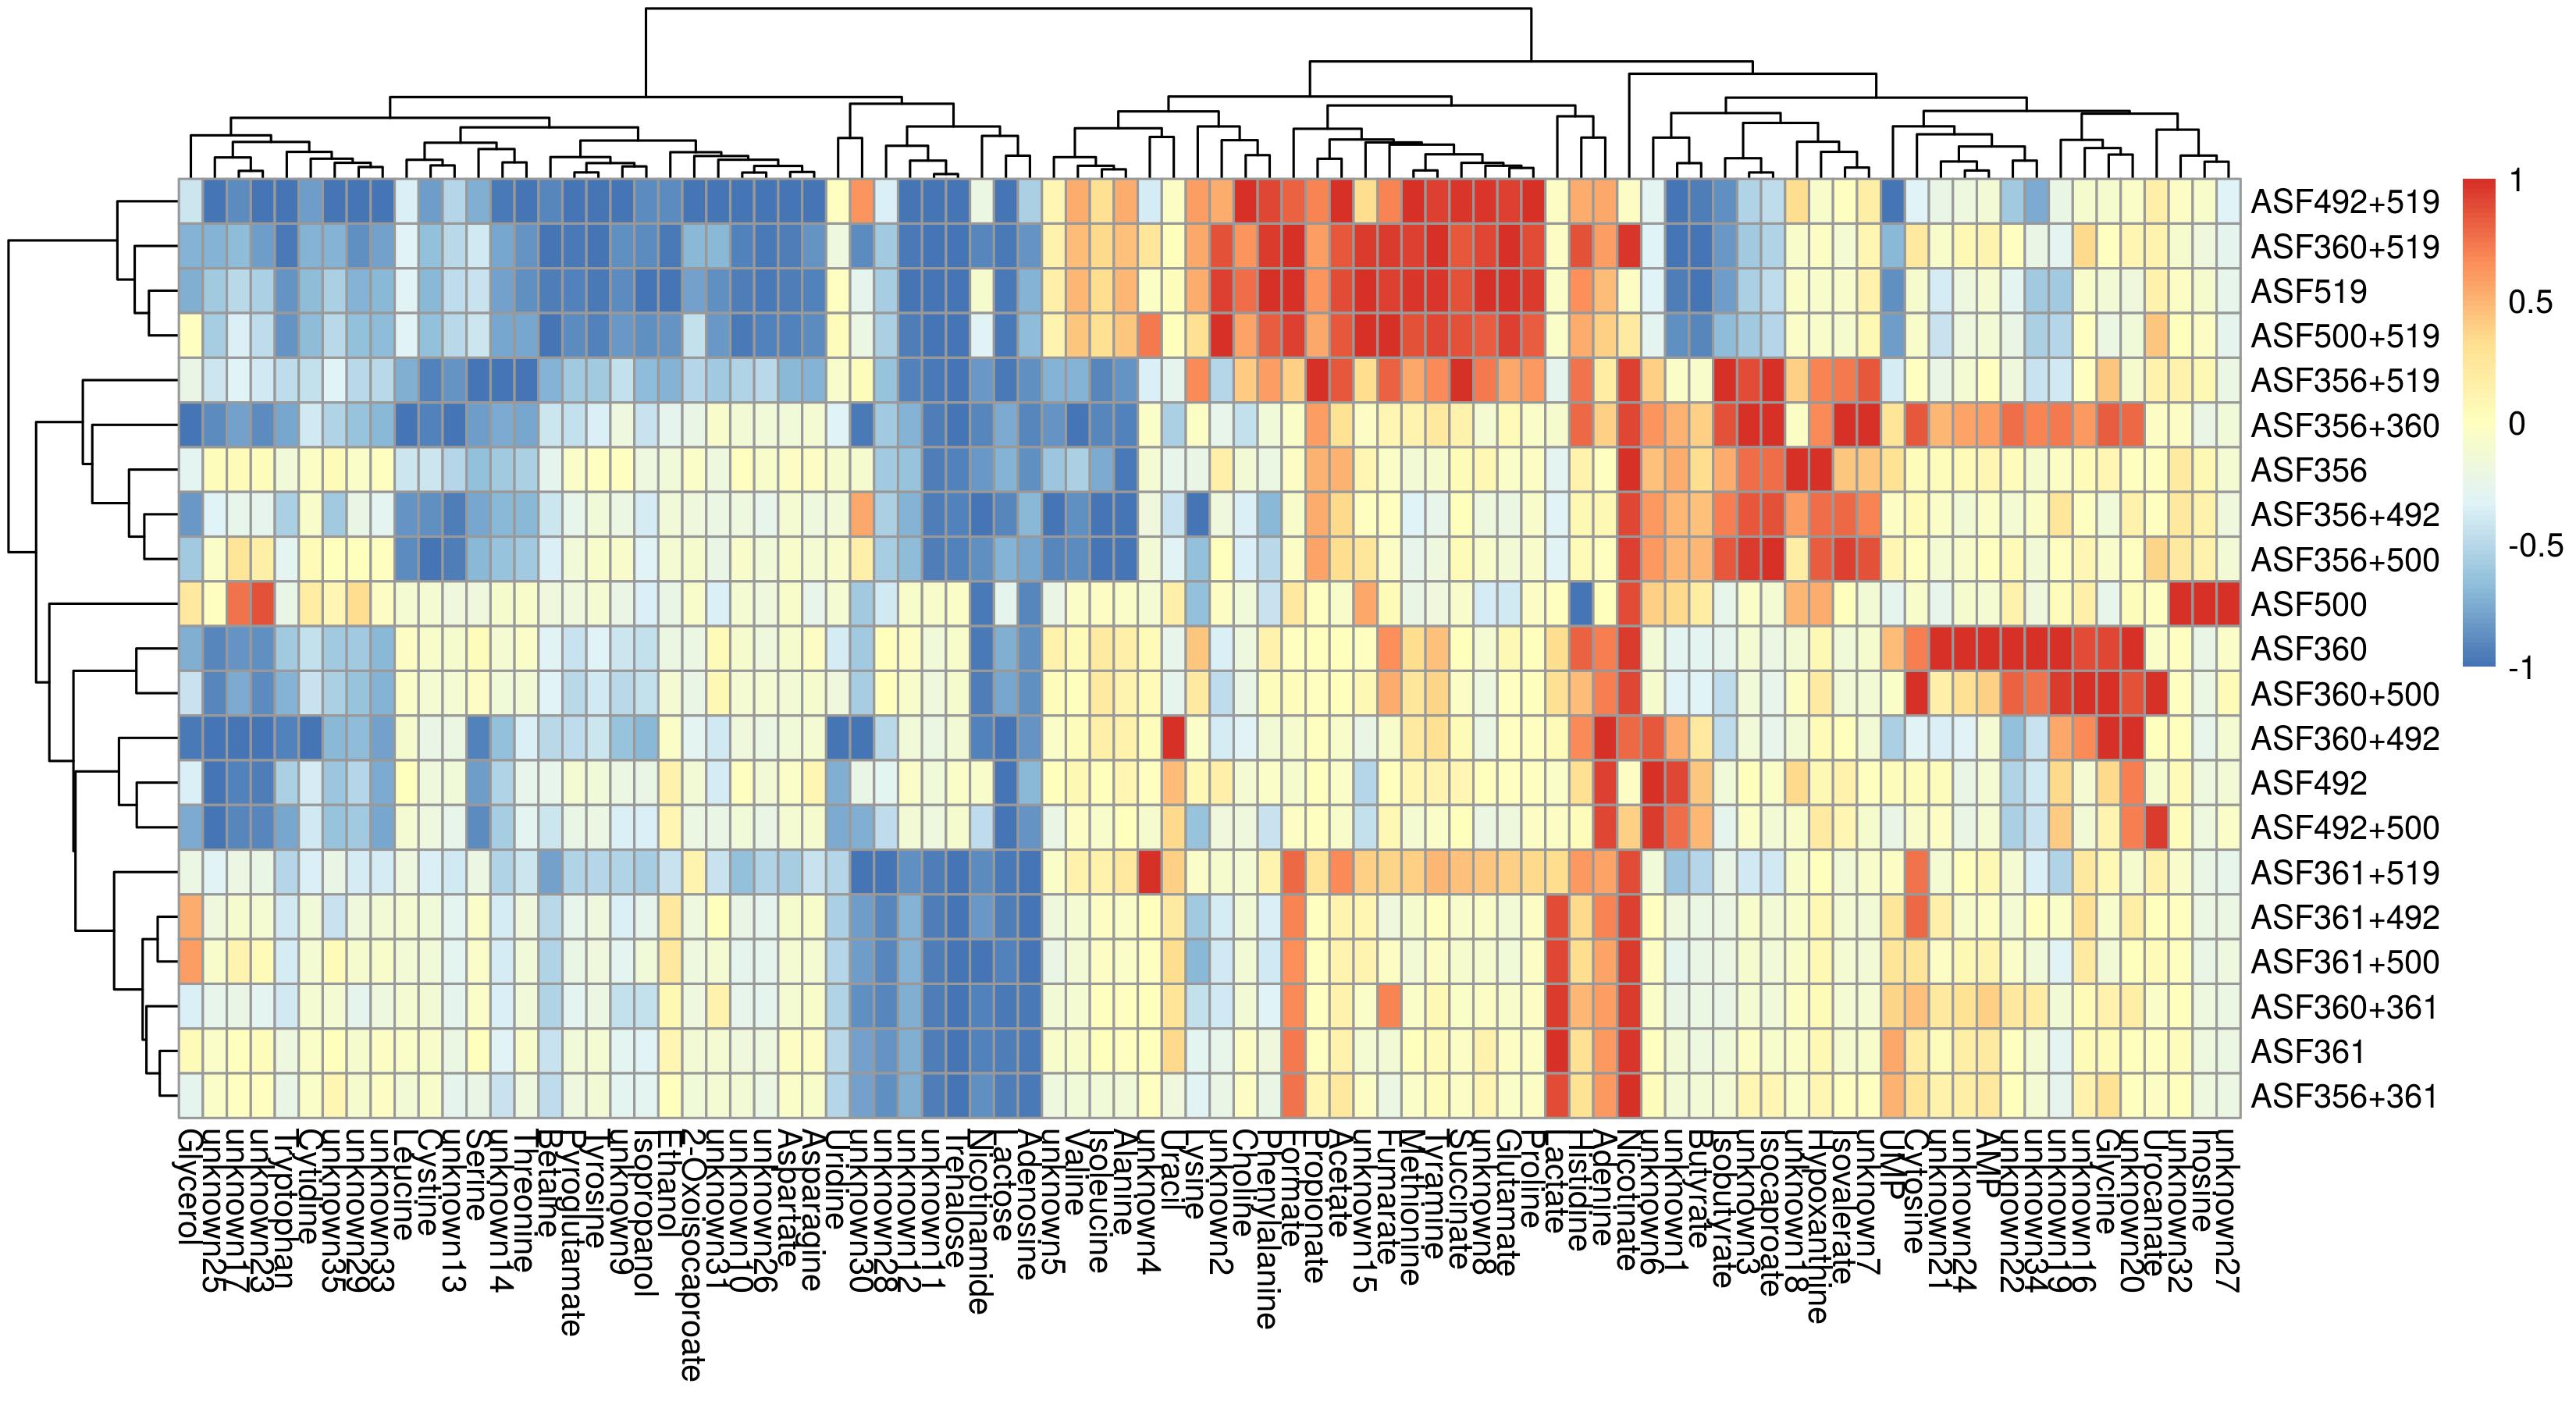 ASF492+519
ASF360+519
ASF519
ASF500+519
ASF356+519
ASF356+360
ASF356
ASF356+492
ASF356+500
ASF500
ASF360
ASF360+500
ASF360+492
ASF492
ASF492+500
ASF361+519
ASF361+492
ASF361+500
ASF360+361
ASF361
ASF356+361
1
0.5
0
-0.5
-1
Glycerol
unknown25
unknown17
unknown23
Tryptophan
Cytidine
unknown35
unknown29
unknown33
Leucine
Cystine
unknown13
Serine
unknown14
Threonine
Betaine
Pyroglutamate
Tyrosine
unknown9
Isopropanol
Ethanol
2-Oxoisocaproate
unknown31
unknown10
unknown26
Aspartate
Asparagine
Uridine
unknown30
unknown28
unknown12
unknown11
Trehalose
Nicotinamide
Lactose
Adenosine
unknown5
Valine
Isoleucine
Alanine
unknown4
Uracil
Lysine
unknown2
Choline
Phenylalanine
Formate
Propionate
Acetate
unknown15
Fumarate
Methionine
Tyramine
Succinate
unknown8
Glutamate
Proline
Lactate
Histidine
Adenine
Nicotinate
unknown6
unknown1
Butyrate
Isobutyrate
unknown3
Isocaproate
unknown18
Hypoxanthine
Isovalerate
unknown7
UMP
Cytosine
unknown21
unknown24
AMP
unknown22
unknown34
unknown19
unknown16
Glycine
unknown20
Urocanate
unknown32
Inosine
unknown27